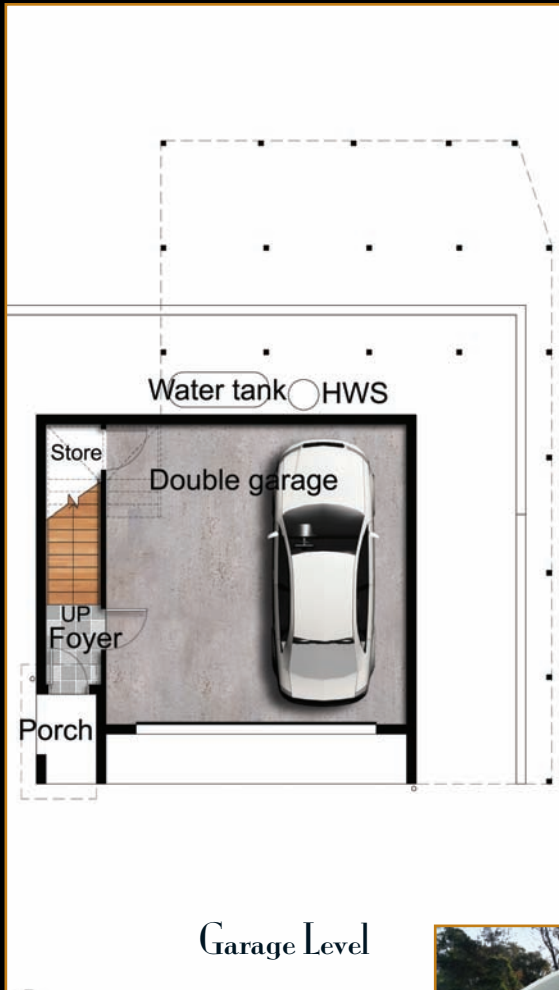 Water tank
HWS
Store
Double garage
UP
Foyer
Porch
Garage Level